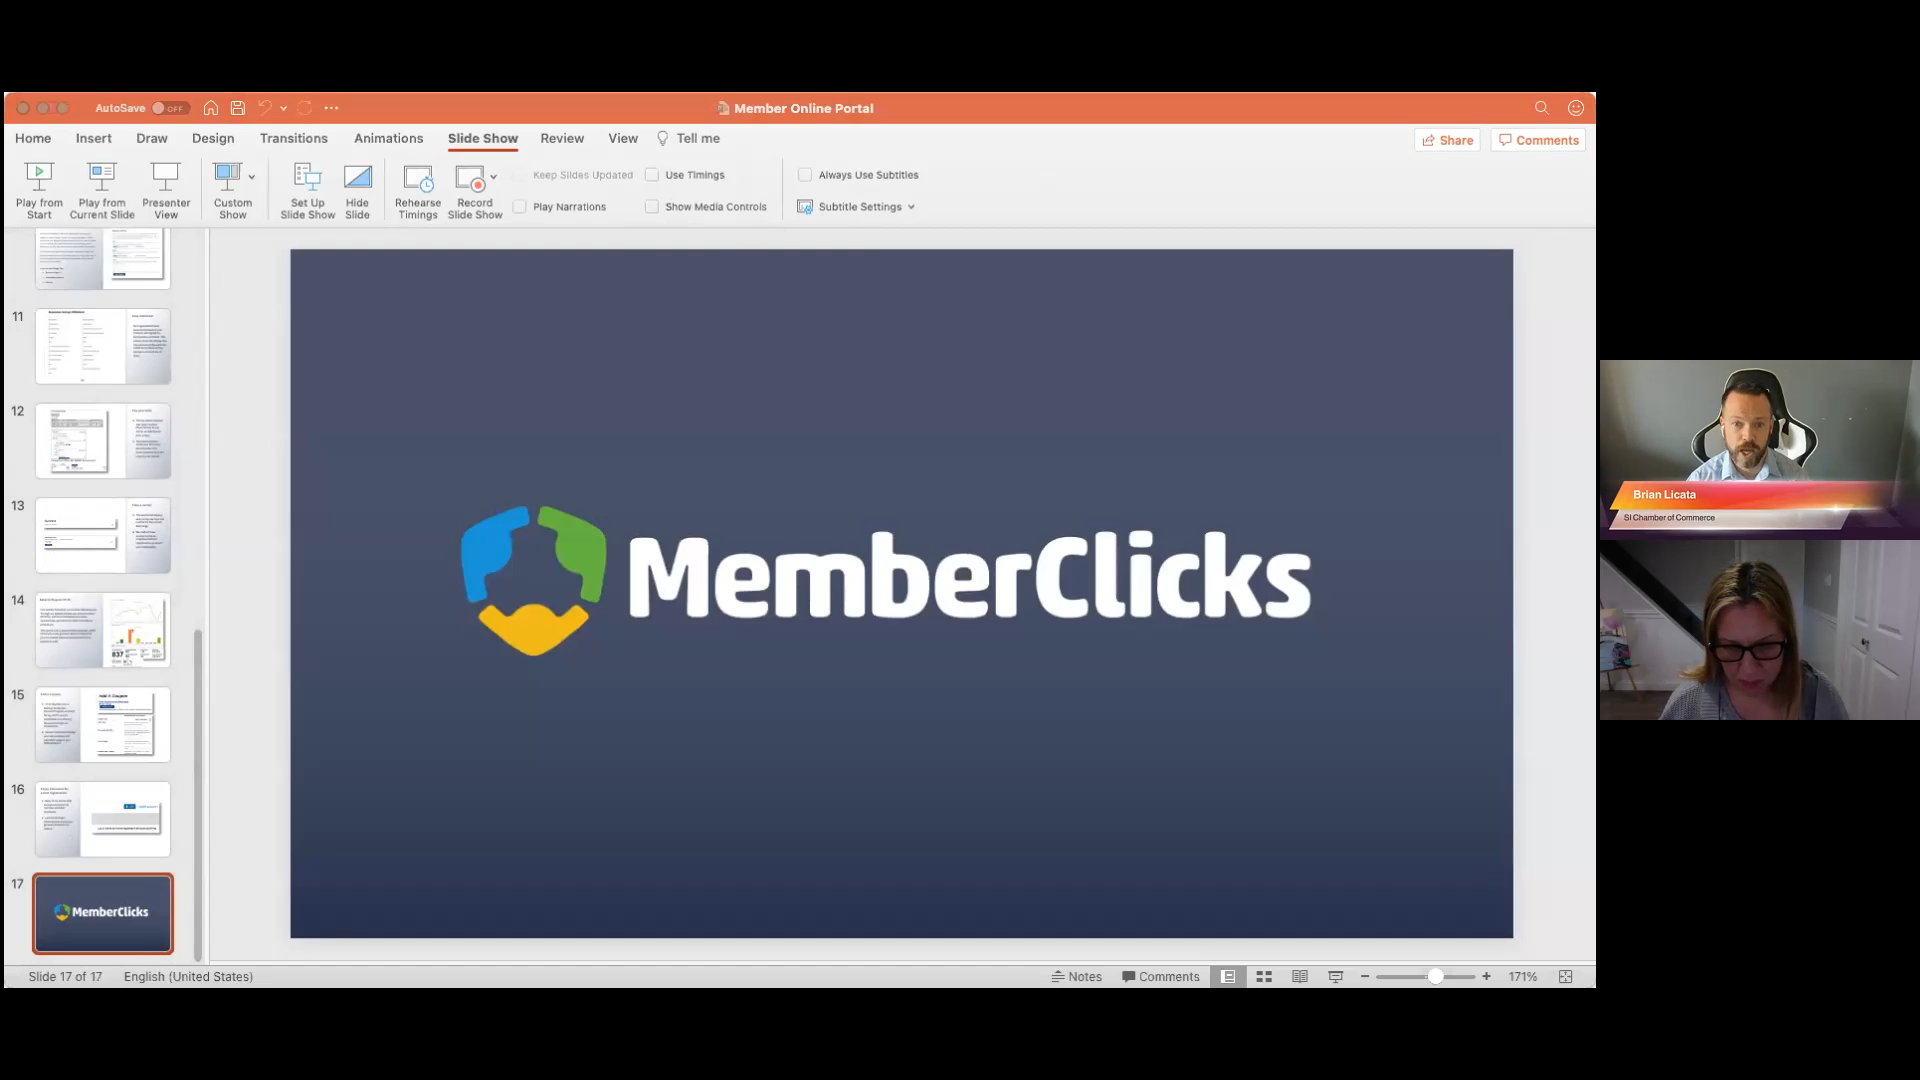 AutoSave OFF
Member Online Portal
Home Insert Draw Design Transitions Animations Slide Show Review View Tell me
Share Comments
Play from Start
Play from Current Slide
Presenter View
Custom Show
Set Up Slide Show
Hide Slide
Rehearse Timings
Record Slide Show
Keep Slides Updated
Use Timings
Play Narrations
Show Media Controls
Always Use Subtitles
Subtitle Settings
11
12
13
14
837
15
Add A Coupon
16
17
MemberClicks
MemberClicks
Brian Licata
SI Chamber of Commerce
Slide 17 of 17
English (United States)
Notes
Comments
171%